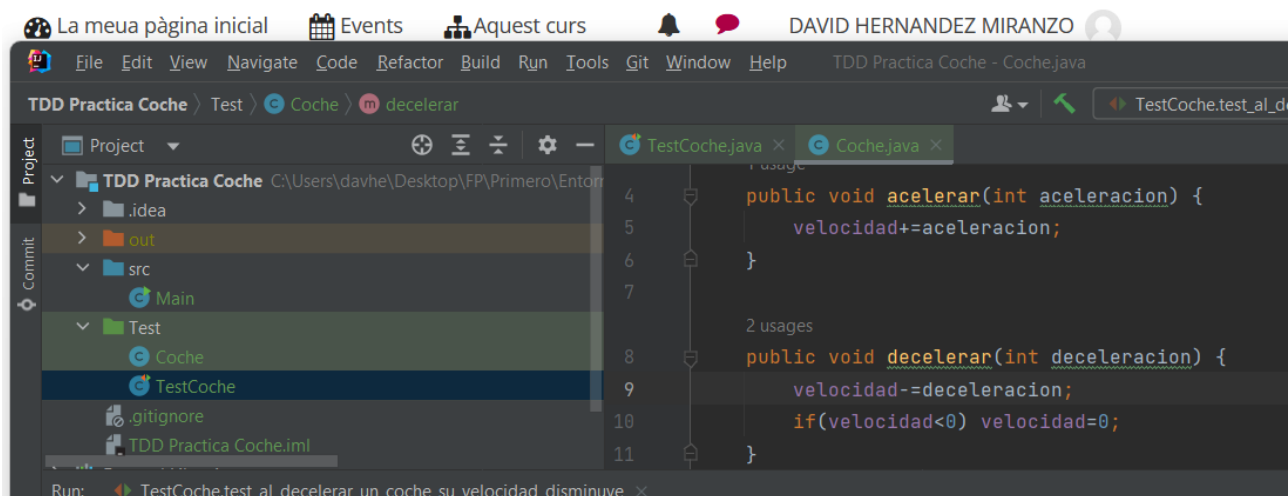 La meua pàgina inicial Events Aquest curs DAVID HERNANDEZ MIRANZO
File Edit View Navigate Code Refactor Build Run Tools Git Window Help TDD Practica Coche - Coche.java
TDD Practica Coche Test Coche decelerar TestCoche.test_al_de
Project
Commit
Project
TDD Practica Coche C:\Users\davhe\Desktop\FP\Primero\Entorn
.idea
out
src
Main
Test
Coche
TestCoche
.gitignore
TDD Practica Coche.iml
TestCoche.java Coche.java
1 usage
4 public void acelerar(int aceleracion) {
5 velocidad+=aceleracion;
6 }
7
2 usages
8 public void decelerar(int deceleracion) {
9 velocidad-=deceleracion;
10 if(velocidad<0) velocidad=0;
11 }
Run: TestCoche.test_al_decelerar_un_coche_su_velocidad_disminuye